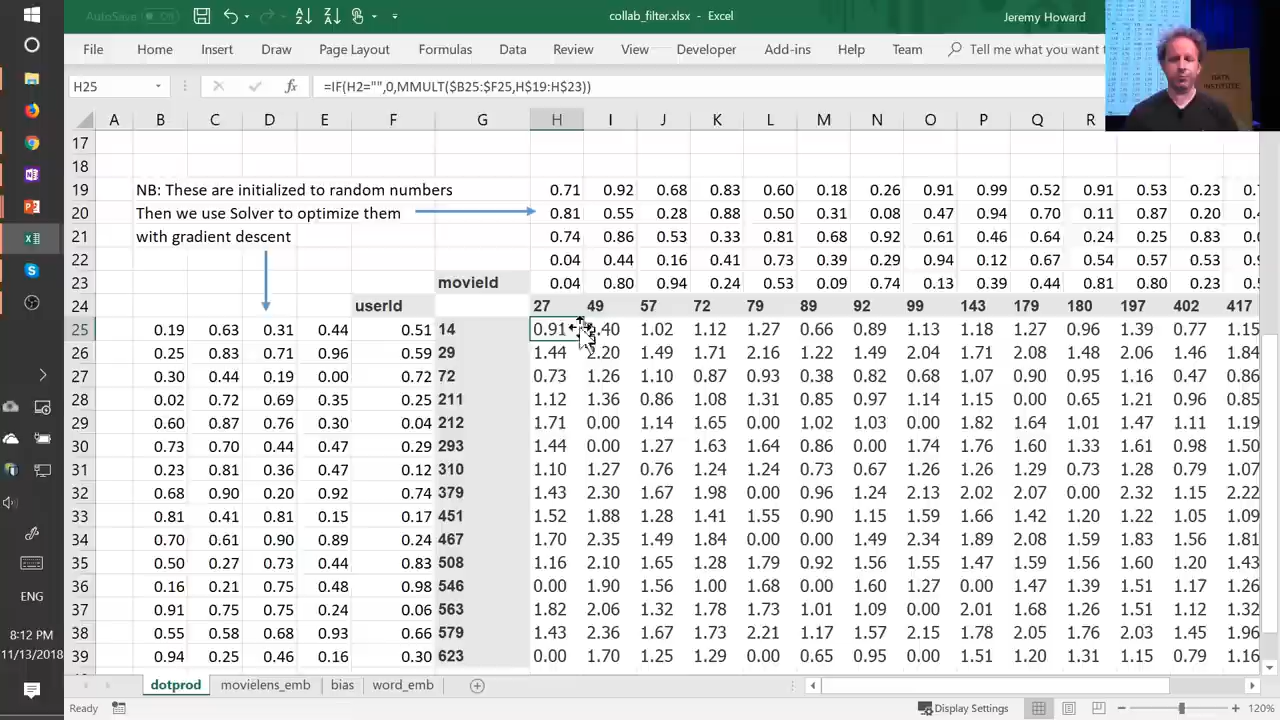 AutoSave Off
collab_filter.xlsx - Excel
Jeremy Howard
File Home Insert Draw Page Layout Formulas Data Review View Developer Add-ins Help Team Tell me what you want
H25 fx =IF(H2="",0,MMULT($B25:$F25,H$19:H$23))
DATA
INSTITUTE
A B C D E F G H I J K L M N O P Q R
17
18
19 NB: These are initialized to random numbers 0.71 0.92 0.68 0.83 0.60 0.18 0.26 0.91 0.99 0.52 0.91 0.53 0.23
20 Then we use Solver to optimize them 0.81 0.55 0.28 0.88 0.50 0.31 0.08 0.47 0.94 0.70 0.11 0.87 0.20
21 with gradient descent 0.74 0.86 0.53 0.33 0.81 0.68 0.92 0.61 0.46 0.64 0.24 0.25 0.83
22 0.04 0.44 0.16 0.41 0.73 0.39 0.29 0.94 0.12 0.67 0.54 0.57 0.53
23 movieId 0.04 0.80 0.94 0.24 0.53 0.09 0.74 0.13 0.39 0.44 0.81 0.80
24 userId 27 49 57 72 79 89 92 99 143 179 180 197 402 417
25 0.19 0.63 0.31 0.44 0.51 14 0.91 .40 1.02 1.12 1.27 0.66 0.89 1.13 1.18 1.27 0.96 1.39 0.77 1.15
26 0.25 0.83 0.71 0.96 0.59 29 1.44 2.20 1.49 1.71 2.16 1.22 1.49 2.04 1.71 2.08 1.48 2.06 1.46 1.84
27 0.30 0.44 0.19 0.00 0.72 72 0.73 1.26 1.10 0.87 0.93 0.38 0.82 0.68 1.07 0.90 0.95 1.16 0.47 0.86
28 0.02 0.72 0.69 0.35 0.25 211 1.12 1.36 0.86 1.08 1.31 0.85 0.97 1.14 1.15 0.00 0.65 1.21 0.96 0.85
29 0.60 0.87 0.76 0.30 0.04 212 1.71 0.00 1.14 1.65 0.00 1.02 1.03 0.00 1.82 1.64 1.01 1.47 1.11 1.19
30 0.73 0.70 0.44 0.47 0.29 293 1.44 0.00 1.27 1.63 1.64 0.86 0.00 1.74 1.76 1.60 1.33 1.61 0.98 1.50
31 0.23 0.81 0.36 0.47 0.12 310 1.10 1.27 0.76 1.24 1.24 0.73 0.67 1.26 1.26 1.29 0.73 1.28 0.79 1.07
32 0.68 0.90 0.20 0.92 0.74 379 1.43 2.30 1.67 1.98 0.00 0.96 1.24 2.13 2.02 2.07 0.00 2.32 1.15 2.22
33 0.81 0.41 0.81 0.15 0.17 451 1.52 1.88 1.28 1.41 1.55 0.90 1.15 1.59 1.66 1.42 1.20 1.22 1.05 1.09
34 0.70 0.61 0.90 0.89 0.24 467 1.70 2.35 1.49 1.84 0.00 0.00 1.49 2.34 1.89 2.08 1.59 1.83 1.56 1.81
35 0.50 0.27 0.73 0.44 0.83 508 1.16 2.10 1.65 1.28 1.79 0.92 1.56 1.55 1.47 1.79 1.56 1.60 1.20 1.43
36 0.16 0.21 0.75 0.48 0.98 546 0.00 1.90 1.56 1.00 1.68 0.00 1.60 1.27 0.00 1.47 1.39 1.51 1.17 1.26
37 0.91 0.75 0.75 0.24 0.06 563 1.82 2.06 1.32 1.78 1.73 1.01 1.09 0.00 2.01 1.68 1.26 1.51 1.12 1.32
38 0.55 0.58 0.68 0.93 0.66 579 1.43 2.36 1.67 1.73 2.21 1.17 1.57 2.15 1.78 2.05 1.76 2.03 1.45 1.96
39 0.94 0.25 0.46 0.16 0.30 623 0.00 1.70 1.25 1.29 0.00 0.65 0.95 0.00 1.51 1.20 1.31 1.15 0.79 1.16
ENG
8:12 PM
11/13/2018
dotprod movielens_emb bias word_emb
Ready Display Settings 120%